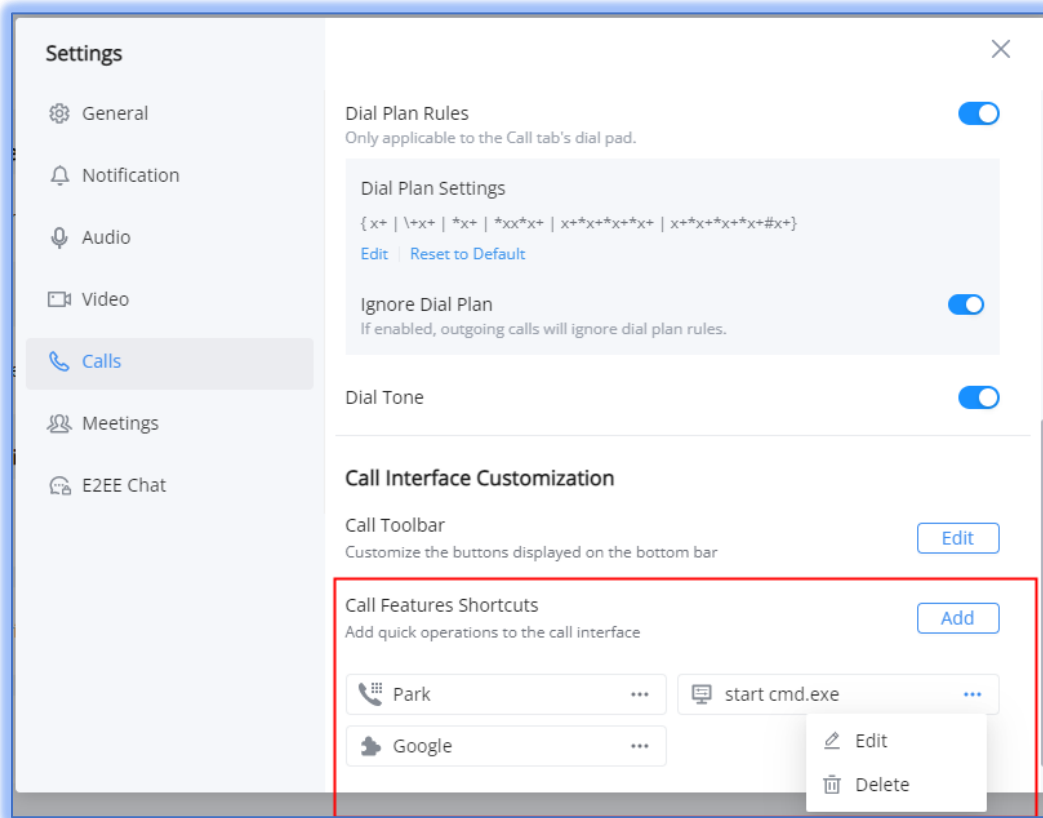 Settings
General
Notification
Audio
Video
Calls
Meetings
E2EE Chat
Dial Plan Rules
Only applicable to the Call tab's dial pad.
Dial Plan Settings
{ x+ | \+x+ | *x+ | *xx*x+ | x+*x+*x+*x+ | x+*x+*x+*x+#x+}
Edit | Reset to Default
Ignore Dial Plan
If enabled, outgoing calls will ignore dial plan rules.
Dial Tone
Call Interface Customization
Call Toolbar
Customize the buttons displayed on the bottom bar
Edit
Call Features Shortcuts
Add quick operations to the call interface
Add
Park
start cmd.exe
Google
Edit
Delete